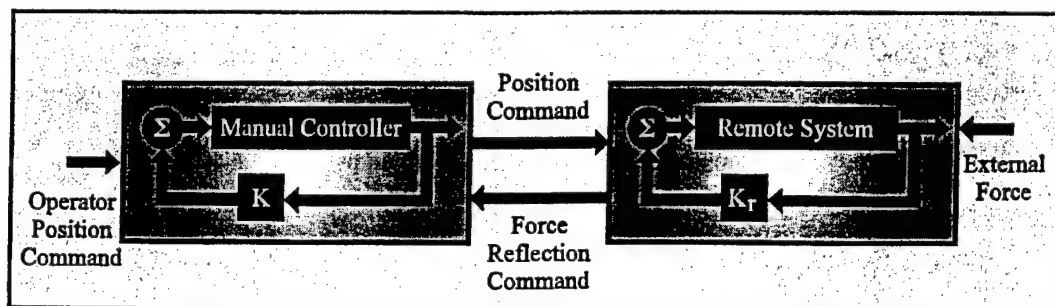 Position
Command
Σ
Manual Controller
K
Operator
Position
Command
Force
Reflection
Command
Σ
Remote System
Kr
External
Force